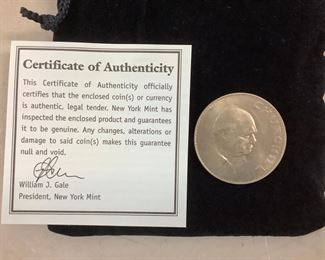 Certificate of Authenticity
This Certificate of Authenticity officially
certifies that the enclosed coin(s) or currency
is authentic, legal tender. New York Mint has
inspected the enclosed product and guarantees
it to be genuine. Any changes, alterations or
damage to said coin(s) makes this guarantee
null and void.
William J. Gale
President, New York Mint
CHURCHILL